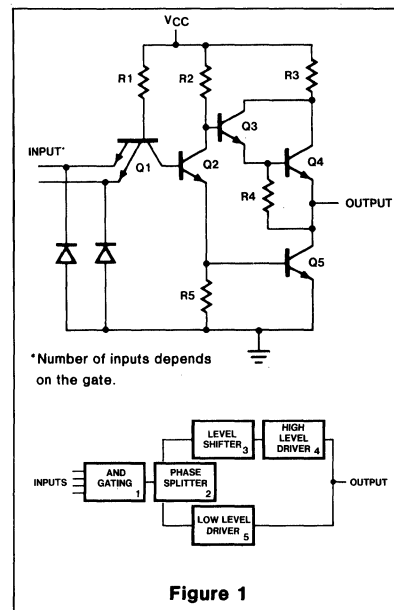 VCC
R1
R2
R3
Q3
INPUT*
Q1
Q2
Q4
R4
OUTPUT
Q5
R5
*Number of inputs depends
on the gate.
LEVEL
SHIFTER 3
HIGH
LEVEL
DRIVER 4
INPUTS
AND
GATING
1
PHASE
SPLITTER
2
OUTPUT
LOW LEVEL
DRIVER
5
Figure 1